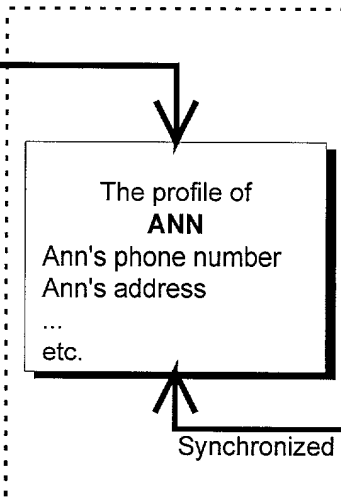 The profile of
ANN
Ann's phone number
Ann's address
...
etc.
Synchronized